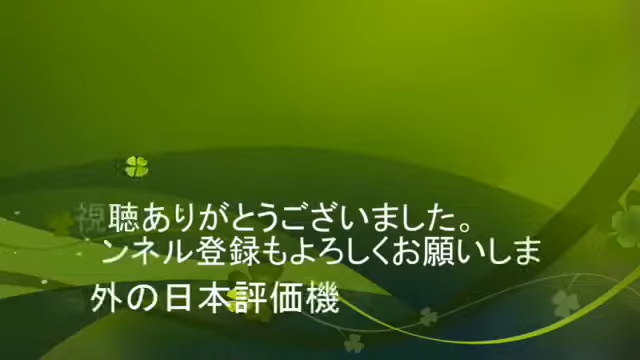 視聴ありがとうございました。
ンネル登録もよろしくお願いしま
外の日本評価機